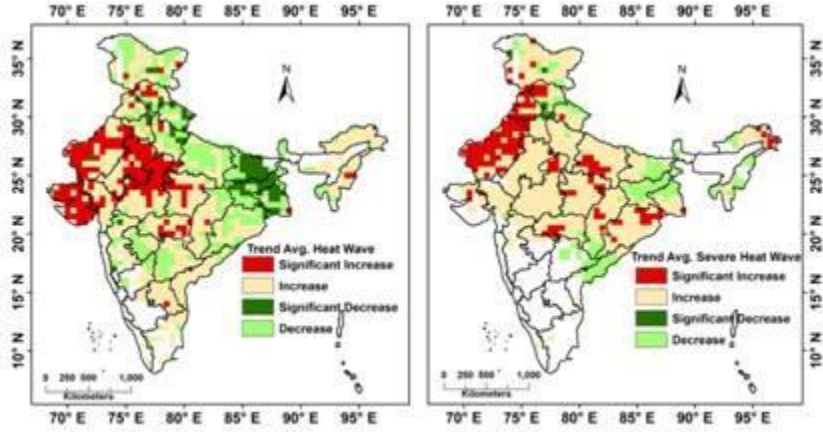 70° E 75° E 80° E 85° E 90° E 95° E
35° N
30° N
25° N
20° N
15° N
10° N
N
Trend Avg. Heat Wave
Significant Increase
Increase
Significant Decrease
Decrease
0 250 500 1,000
Kilometers
70° E 75° E 80° E 85° E 90° E 95° E
70° E 75° E 80° E 85° E 90° E 95° E
N
Trend Avg. Severe Heat Wave
Significant Increase
Increase
Significant Decrease
Decrease
0 250 500 1,000
Kilometers
35° N
30° N
25° N
20° N
15° N
10° N
70° E 75° E 80° E 85° E 90° E 95° E